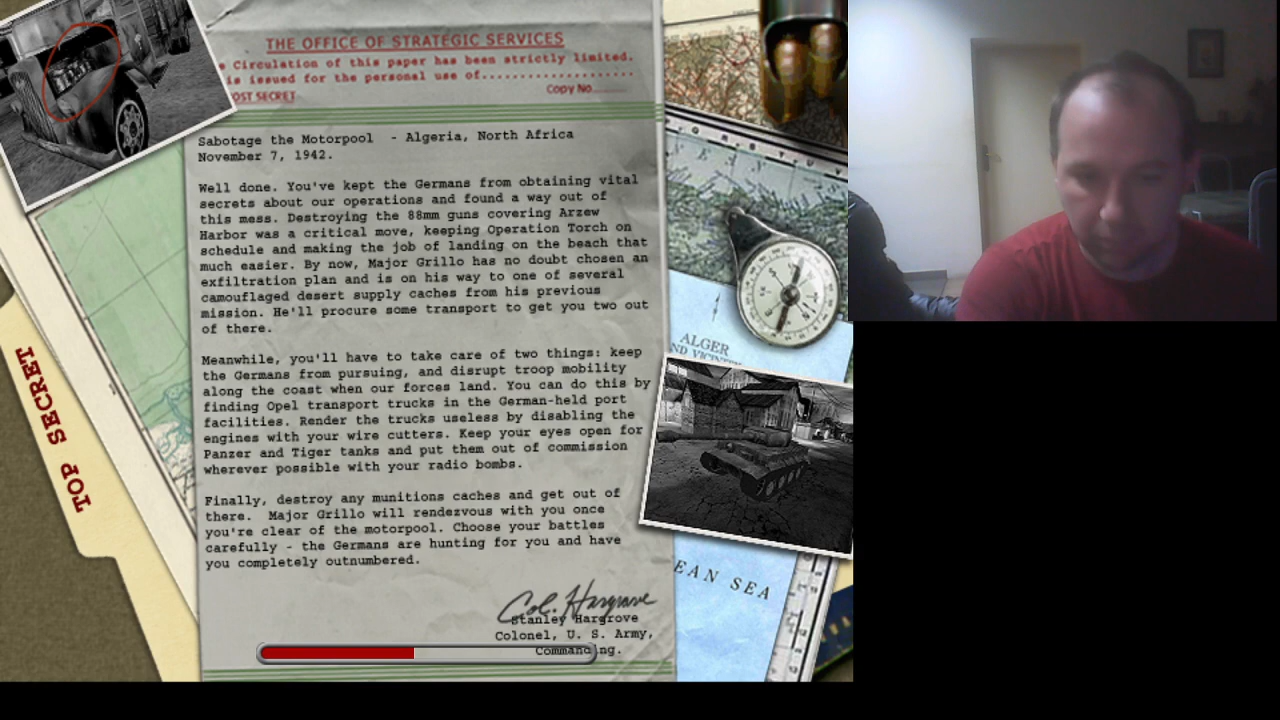 THE OFFICE OF STRATEGIC SERVICES
e Circulation of this paper has been strictly limited.
is issued for the personal use of....................
OST SECRET
Copy No.........
Sabotage the Motorpool - Algeria, North Africa
November 7, 1942.
Well done. You've kept the Germans from obtaining vital
secrets about our operations and found a way out of
this mess. Destroying the 88mm guns covering Arzew
Harbor was a critical move, keeping Operation Torch on
schedule and making the job of landing on the beach that
much easier. By now, Major Grillo has no doubt chosen an
exfiltration plan and is on his way to one of several
camouflaged desert supply caches from his previous
mission. He'll procure some transport to get you two out
of there.
Meanwhile, you'll have to take care of two things: keep
the Germans from pursuing, and disrupt troop mobility
along the coast when our forces land. You can do this by
finding Opel transport trucks in the German-held port
facilities. Render the trucks useless by disabling the
engines with your wire cutters. Keep your eyes open for
Panzer and Tiger tanks and put them out of commission
wherever possible with your radio bombs.
Finally, destroy any munitions caches and get out of
there. Major Grillo will rendezvous with you once
you're clear of the motorpool. Choose your battles
carefully - the Germans are hunting for you and have
you completely outnumbered.
Col. Hargrove
Stanley Hargrove
Colonel, U. S. Army,
Commanding.
TOP SECRET
ALGER
ND VICINITY
EAN SEA